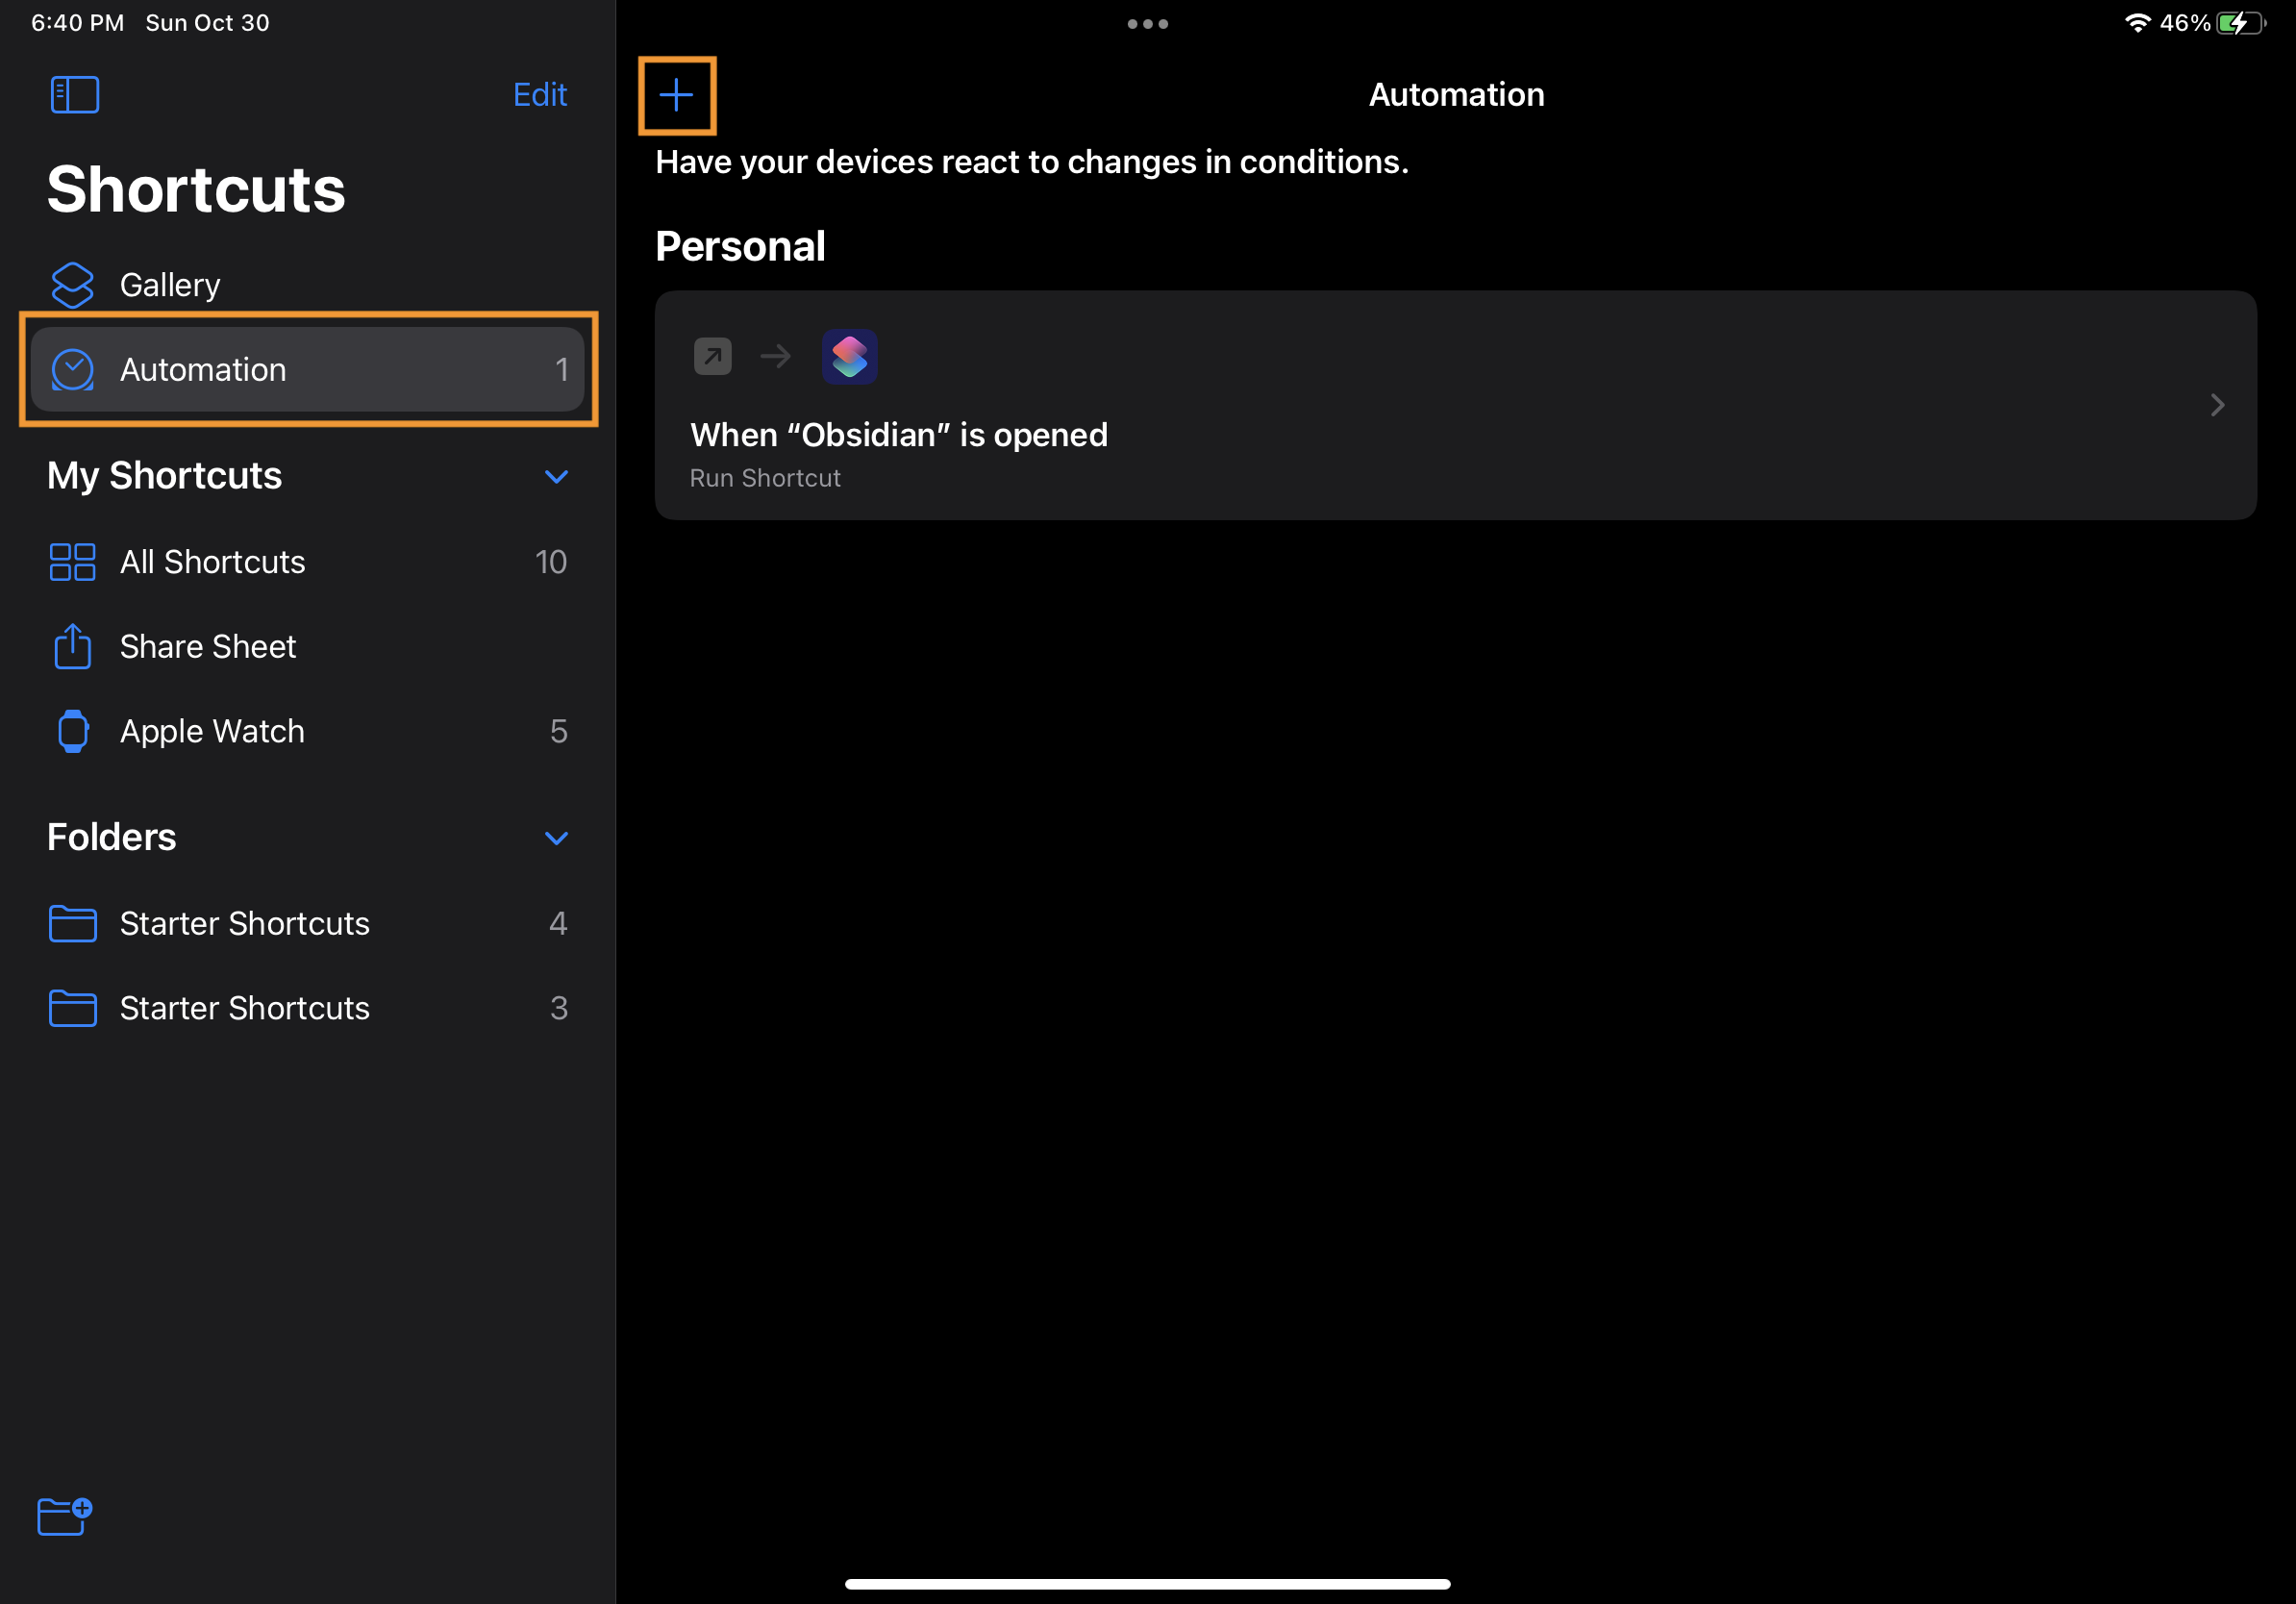 6:40 PM Sun Oct 30
46%
Edit
Shortcuts
Gallery
Automation 1
My Shortcuts
All Shortcuts 10
Share Sheet
Apple Watch 5
Folders
Starter Shortcuts 4
Starter Shortcuts 3
Automation
Have your devices react to changes in conditions.
Personal
When “Obsidian” is opened
Run Shortcut